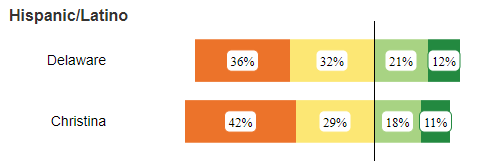 Hispanic/Latino
Delaware 36% 32% 21% 12%
Christina 42% 29% 18% 11%